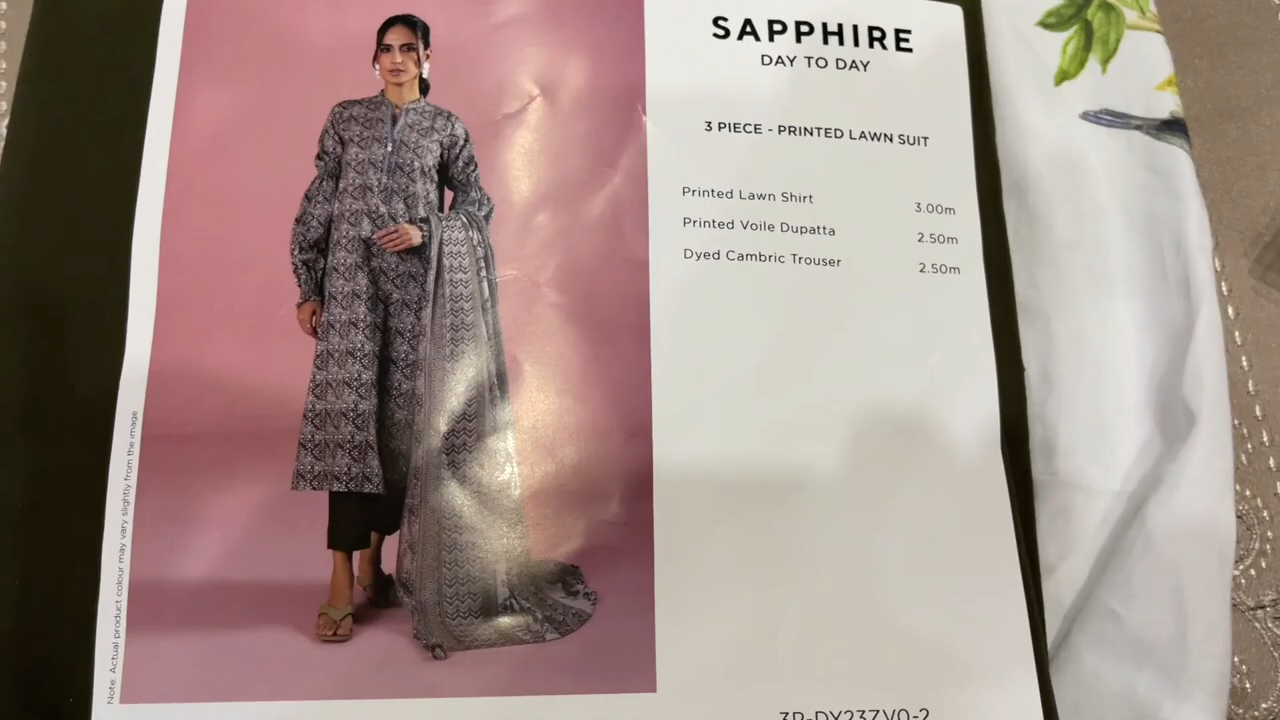 SAPPHIRE
DAY TO DAY
3 PIECE - PRINTED LAWN SUIT
Printed Lawn Shirt 3.00m
Printed Voile Dupatta 2.50m
Dyed Cambric Trouser 2.50m
Note: Actual product colour may vary slightly from the image